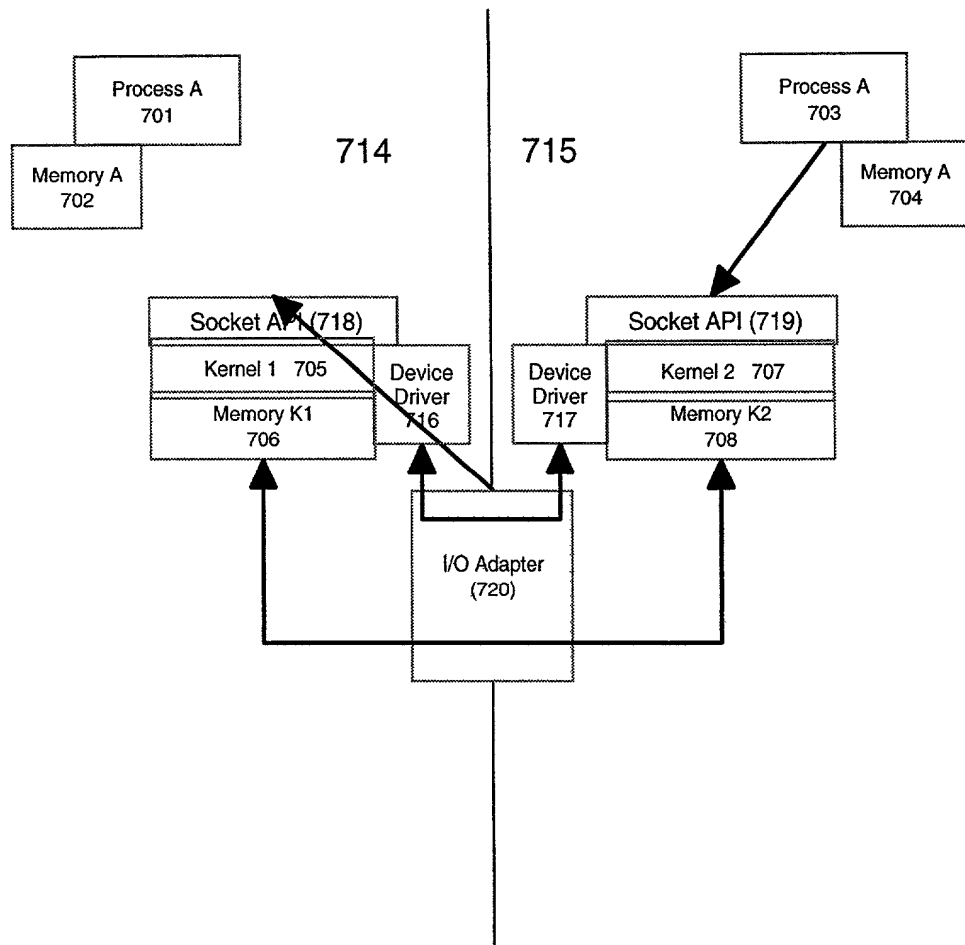 Process A
701
Memory A
702
714
715
Process A
703
Memory A
704
Socket API (718)
Kernel 1 705
Memory K1
706
Device
Driver
716
Socket API (719)
Device
Driver
717
Kernel 2 707
Memory K2
708
I/O Adapter
(720)